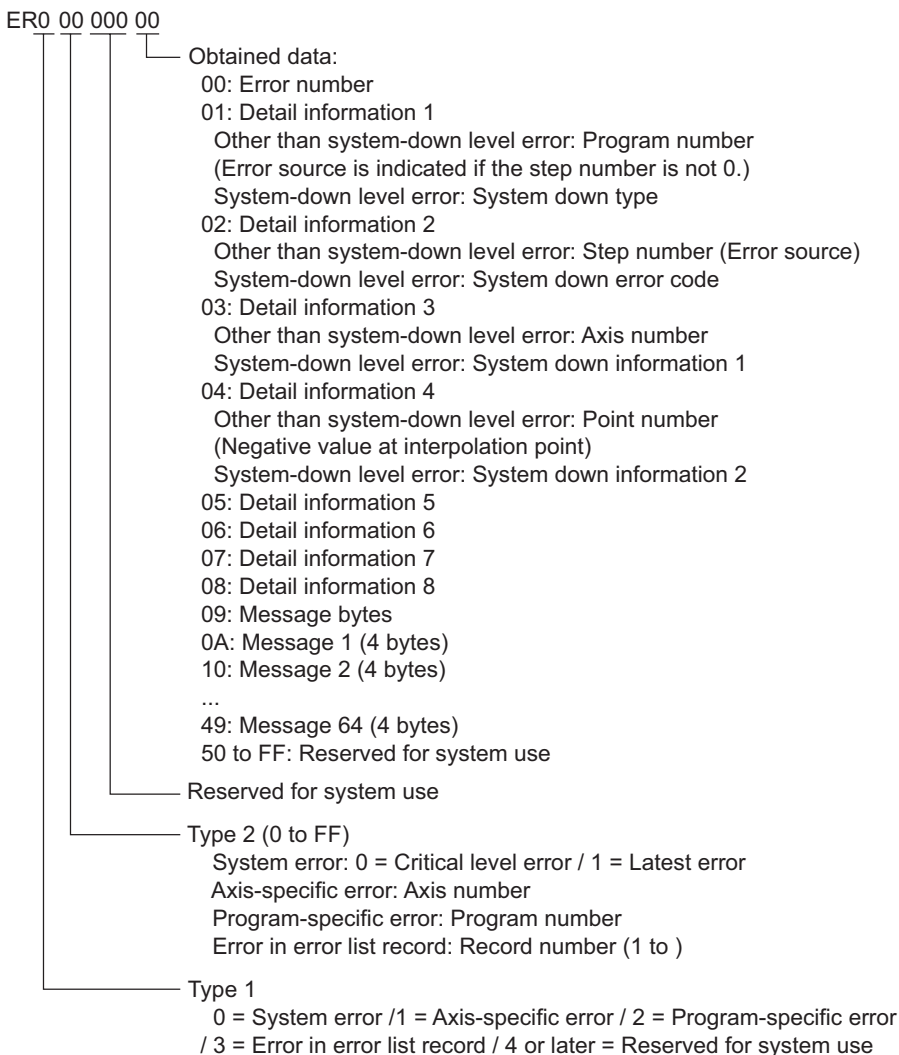 ER0 00 000 00
Obtained data:
00: Error number
01: Detail information 1
Other than system-down level error: Program number
(Error source is indicated if the step number is not 0.)
System-down level error: System down type
02: Detail information 2
Other than system-down level error: Step number (Error source)
System-down level error: System down error code
03: Detail information 3
Other than system-down level error: Axis number
System-down level error: System down information 1
04: Detail information 4
Other than system-down level error: Point number
(Negative value at interpolation point)
System-down level error: System down information 2
05: Detail information 5
06: Detail information 6
07: Detail information 7
08: Detail information 8
09: Message bytes
0A: Message 1 (4 bytes)
10: Message 2 (4 bytes)
...
49: Message 64 (4 bytes)
50 to FF: Reserved for system use
Reserved for system use
Type 2 (0 to FF)
System error: 0 = Critical level error / 1 = Latest error
Axis-specific error: Axis number
Program-specific error: Program number
Error in error list record: Record number (1 to )
Type 1
0 = System error /1 = Axis-specific error / 2 = Program-specific error
/ 3 = Error in error list record / 4 or later = Reserved for system use